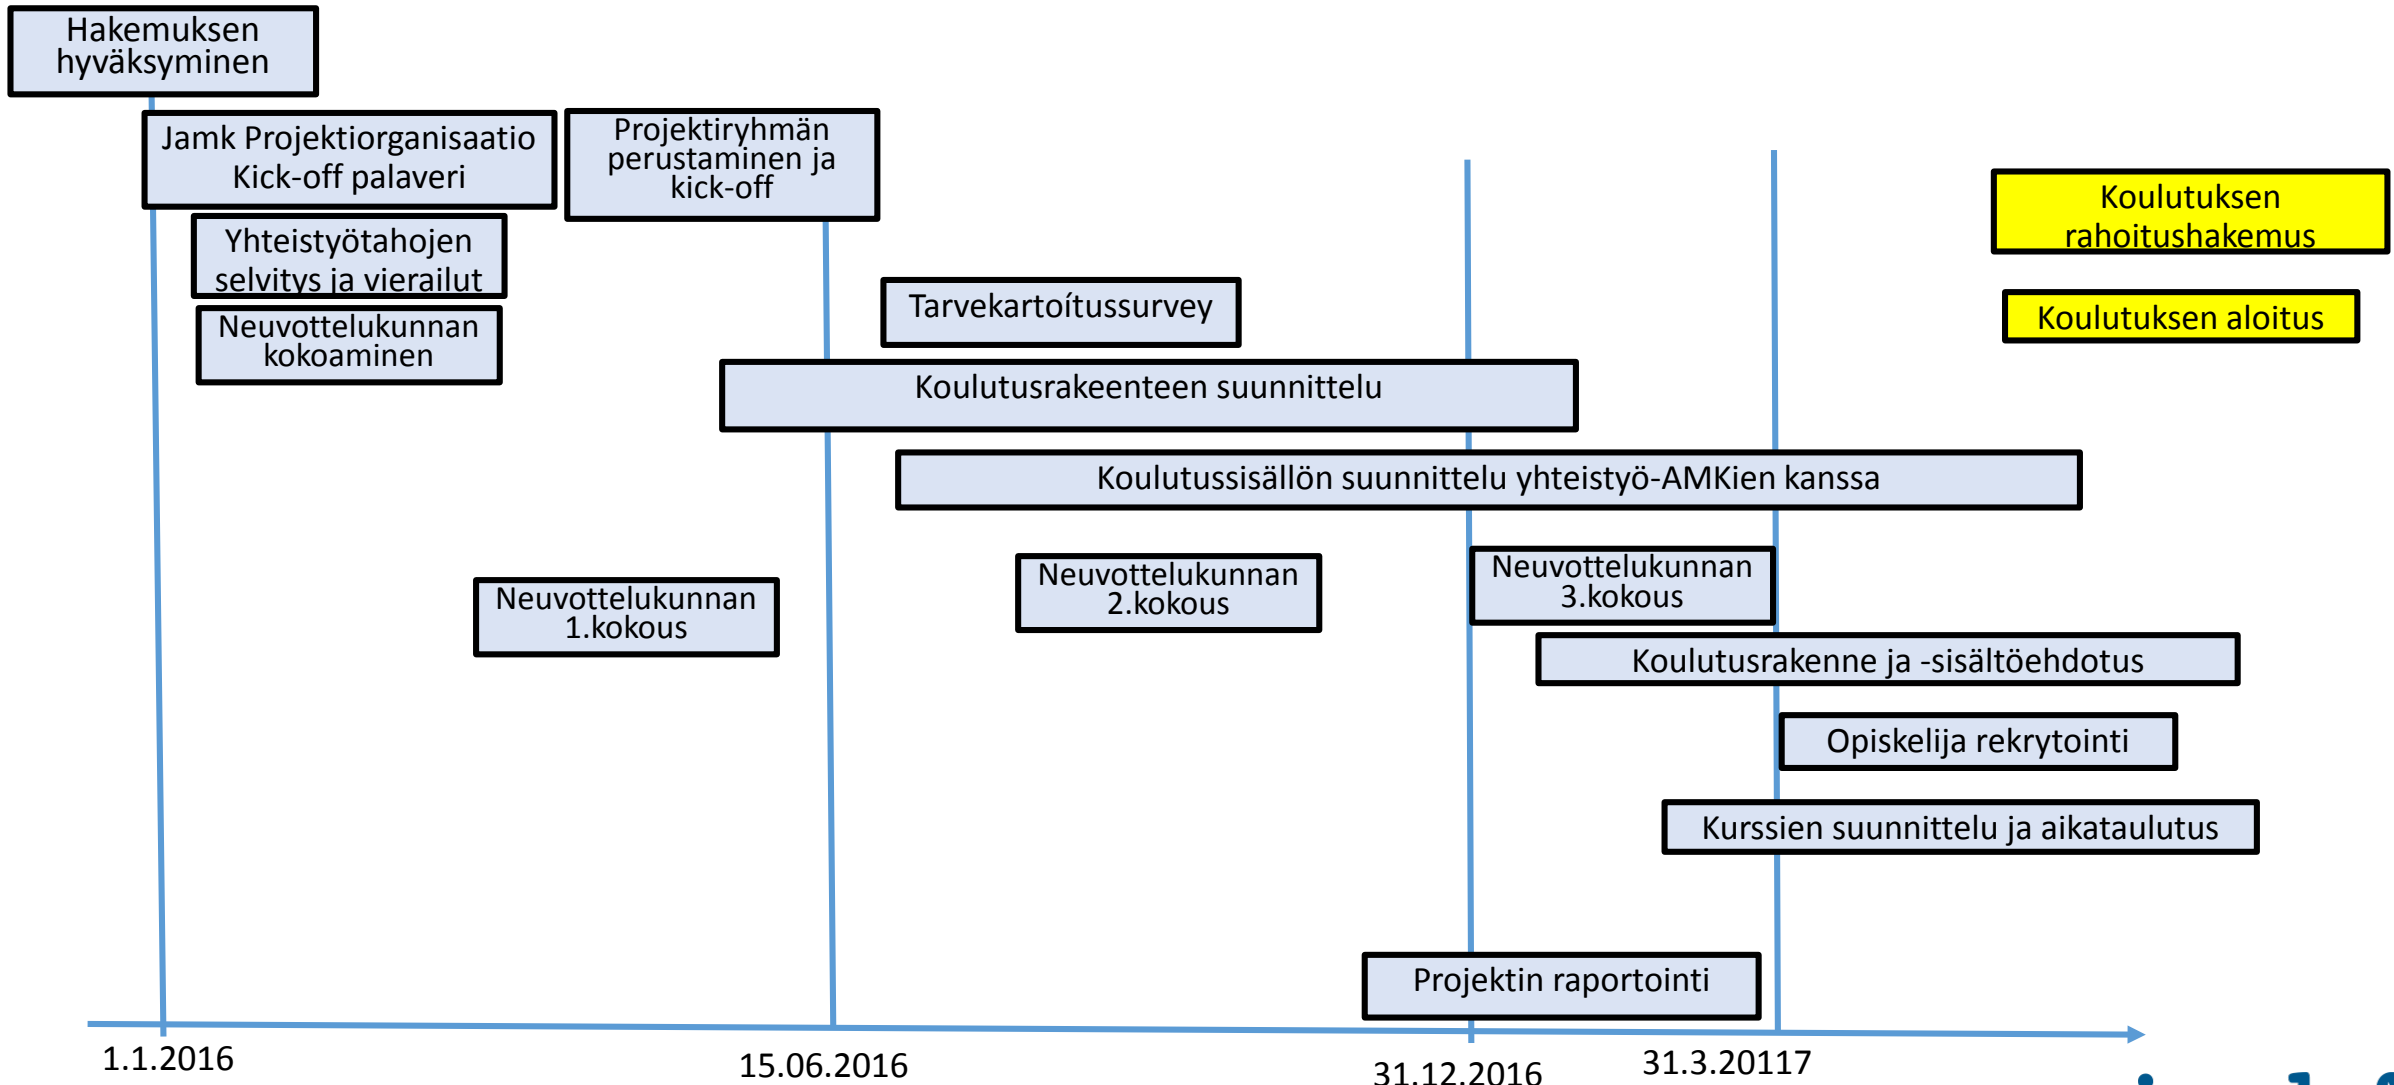 Hakemuksen
hyväksyminen
Jamk Projektiorganisaatio
Kick-off palaveri
Projektiryhmän
perustaminen ja
kick-off
Yhteistyötahojen
selvitys ja vierailut
Neuvottelukunnan
kokoaminen
Koulutuksen
rahoitushakemus
Tarvekartoítussurvey
Koulutuksen aloitus
Koulutusrakeenteen suunnittelu
Koulutussisällön suunnittelu yhteistyö-AMKien kanssa
Neuvottelukunnan
1.kokous
Neuvottelukunnan
2.kokous
Neuvottelukunnan
3.kokous
Koulutusrakenne ja -sisältöehdotus
Opiskelija rekrytointi
Kurssien suunnittelu ja aikataulutus
Projektin raportointi
1.1.2016
15.06.2016
31.12.2016
31.3.20117